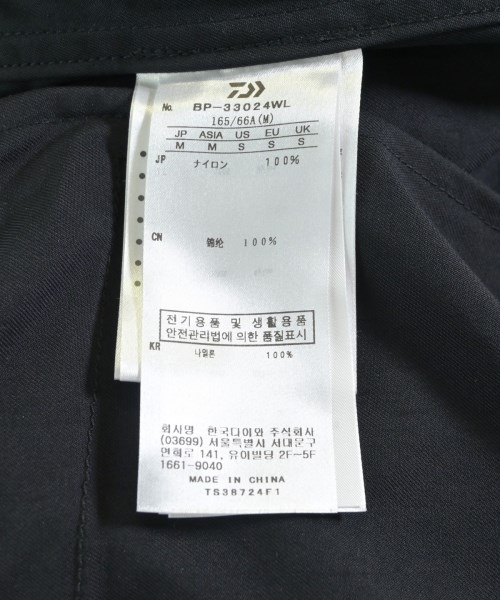 No. BP-33024WL
165/66A(M)
JP ASIA US EU UK
M M S S S
JP ナイロン 100%
CN 锦纶 100%
전기용품 및 생활용품
안전관리법에 의한 품질표시
KR 나일론 100%
회사명 한국다이와 주식회사
(03699) 서울특별시 서대문구
연희로 141, 유이빌딩 2F-5F
1661-9040
MADE IN CHINA
TS38724F1